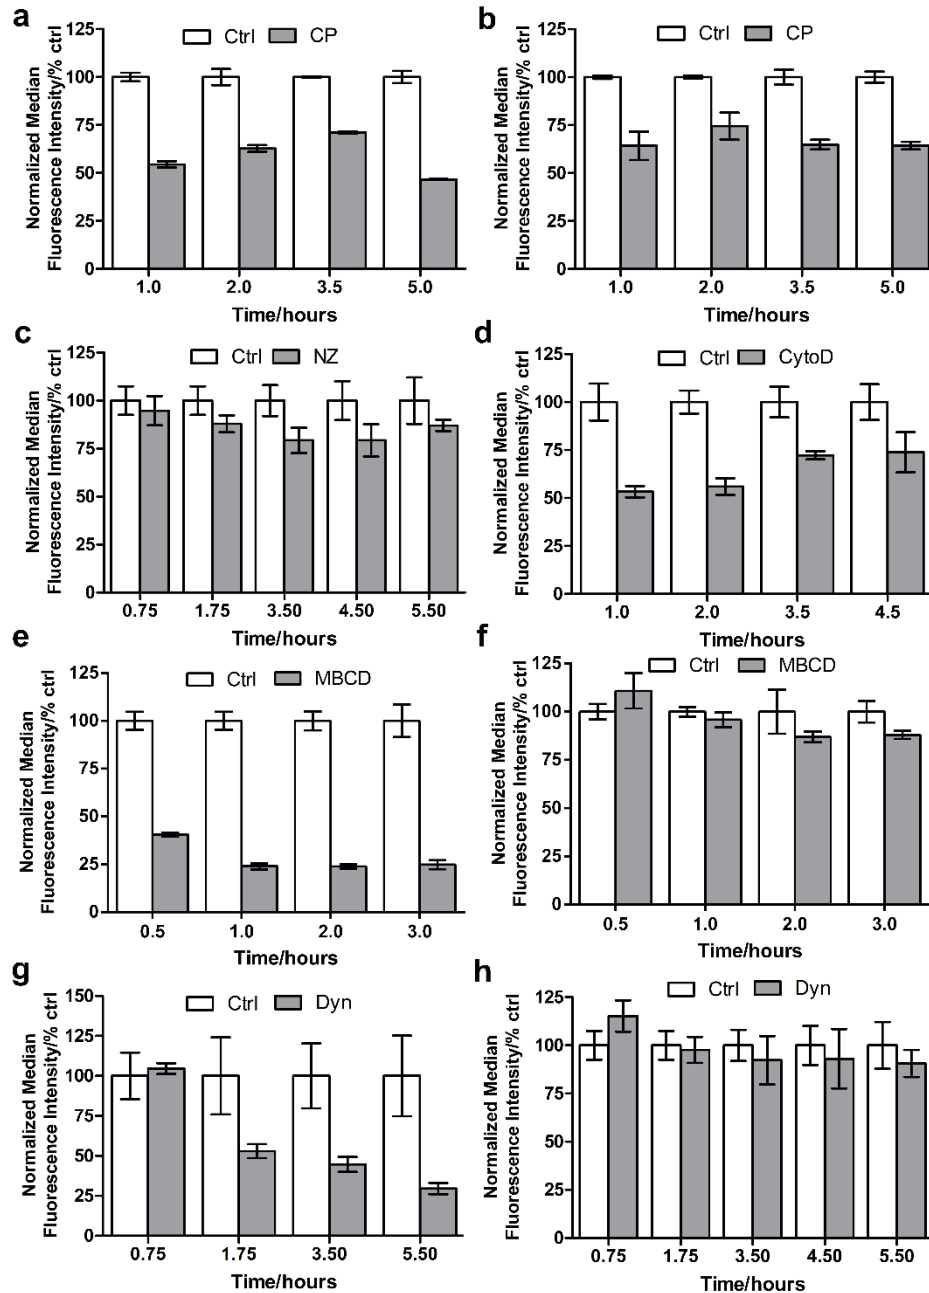 a
Ctrl CP
Normalized Median
Fluorescence Intensity/% ctrl
125
100
75
50
25
0
1.0 2.0 3.5 5.0
Time/hours
b
Ctrl CP
Normalized Median
Fluorescence Intensity/% ctrl
125
100
75
50
25
0
1.0 2.0 3.5 5.0
Time/hours
c
Ctrl NZ
Normalized Median
Fluorescence Intensity/% ctrl
125
100
75
50
25
0
0.75 1.75 3.50 4.50 5.50
Time/hours
d
Ctrl CytoD
Normalized Median
Fluorescence Intensity/% ctrl
125
100
75
50
25
0
1.0 2.0 3.5 4.5
Time/hours
e
Ctrl MBCD
Normalized Median
Fluorescence Intensity/% ctrl
125
100
75
50
25
0
0.5 1.0 2.0 3.0
Time/hours
f
Ctrl MBCD
Normalized Median
Fluorescence Intensity/% ctrl
125
100
75
50
25
0
0.5 1.0 2.0 3.0
Time/hours
g
Ctrl Dyn
Normalized Median
Fluorescence Intensity/% ctrl
150
125
100
75
50
25
0
0.75 1.75 3.50 5.50
Time/hours
h
Ctrl Dyn
Normalized Median
Fluorescence Intensity/% ctrl
125
100
75
50
25
0
0.75 1.75 3.50 4.50 5.50
Time/hours